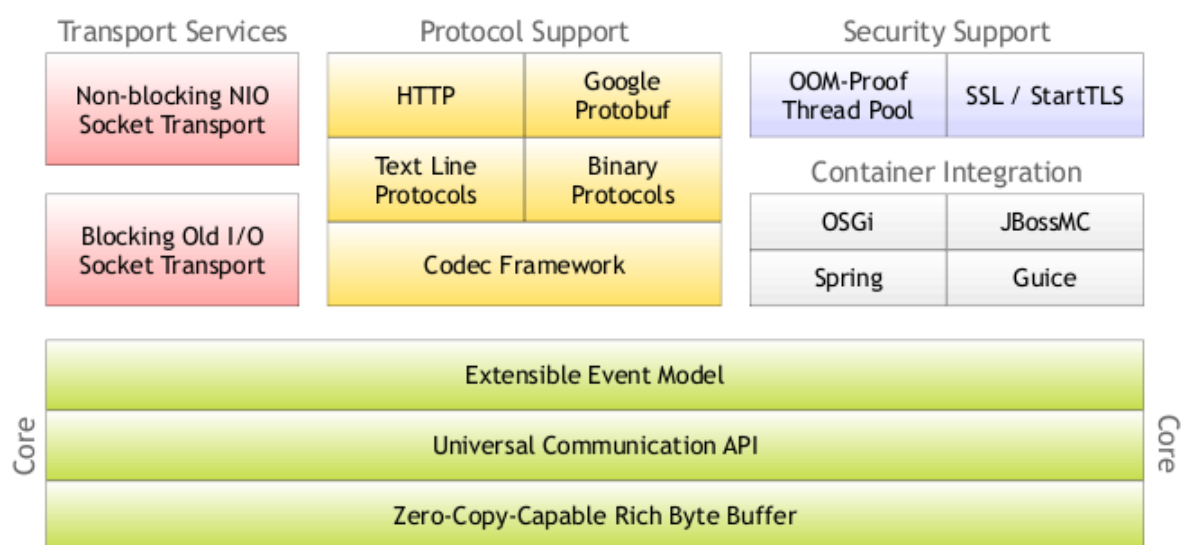 Transport Services
Non-blocking NIO
Socket Transport
Blocking Old I/O
Socket Transport
Protocol Support
HTTP
Google
Protobuf
Text Line
Protocols
Binary
Protocols
Codec Framework
Security Support
OOM-Proof
Thread Pool
SSL / StartTLS
Container Integration
OSGi
JBossMC
Spring
Guice
Core
Extensible Event Model
Universal Communication API
Zero-Copy-Capable Rich Byte Buffer
Core